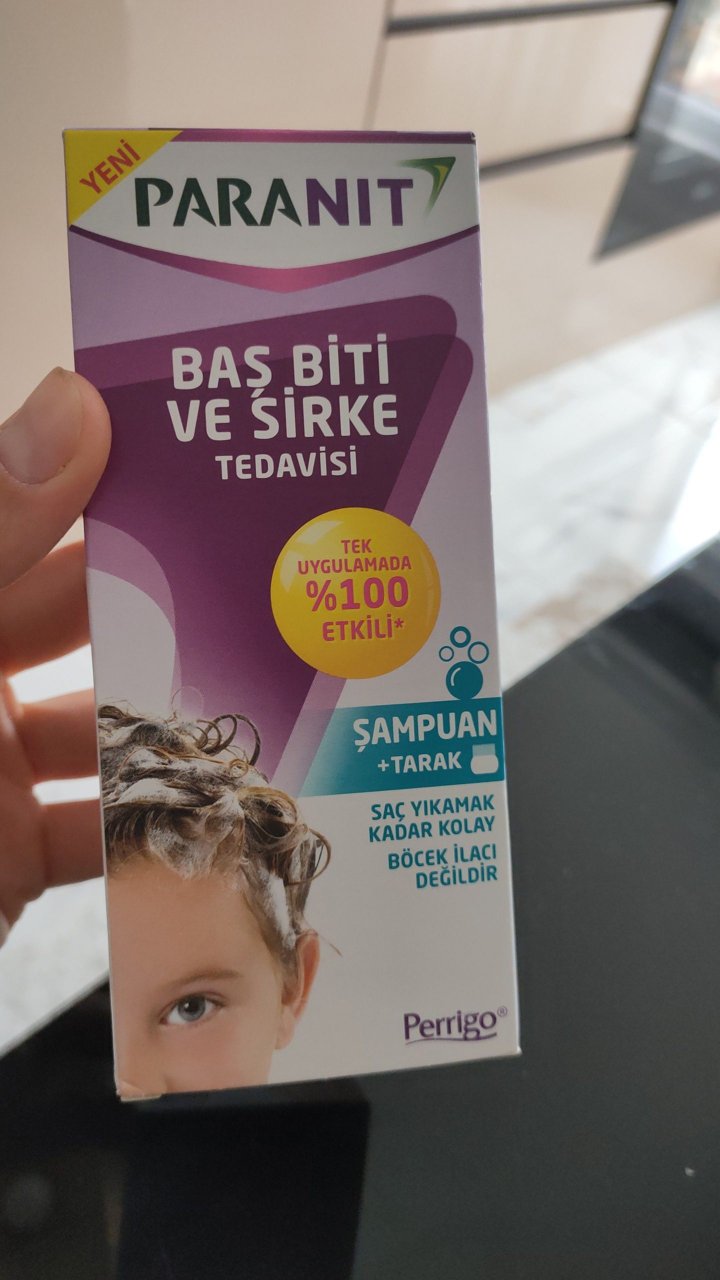 YENİ
PARANIT
BAŞ BİTİ
VE SİRKE
TEDAVİSİ
TEK
UYGULAMADA
%100
ETKİLİ*
ŞAMPUAN
+TARAK
SAÇ YIKAMAK
KADAR KOLAY
BÖCEK İLACI
DEĞİLDİR
Perrigo®